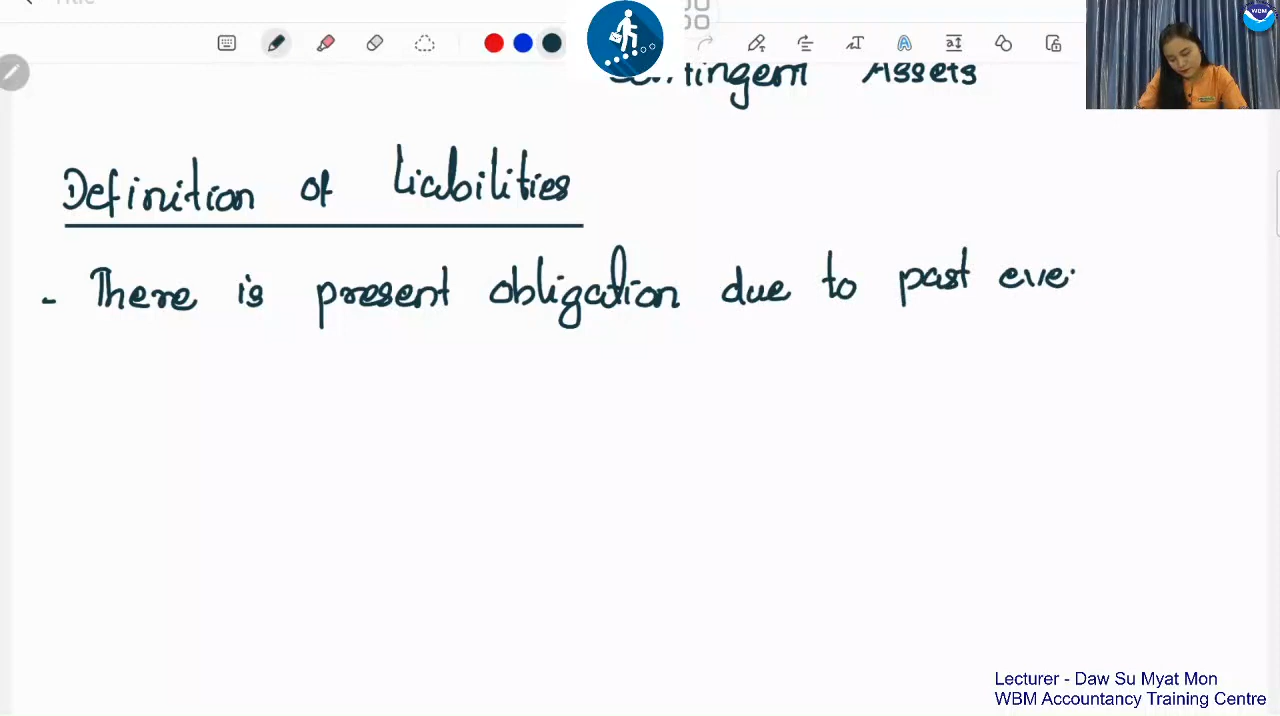 Assets
Definition of Liabilities
- There is present obligation due to past eve
Lecturer - Daw Su Myat Mon
WBM Accountancy Training Centre